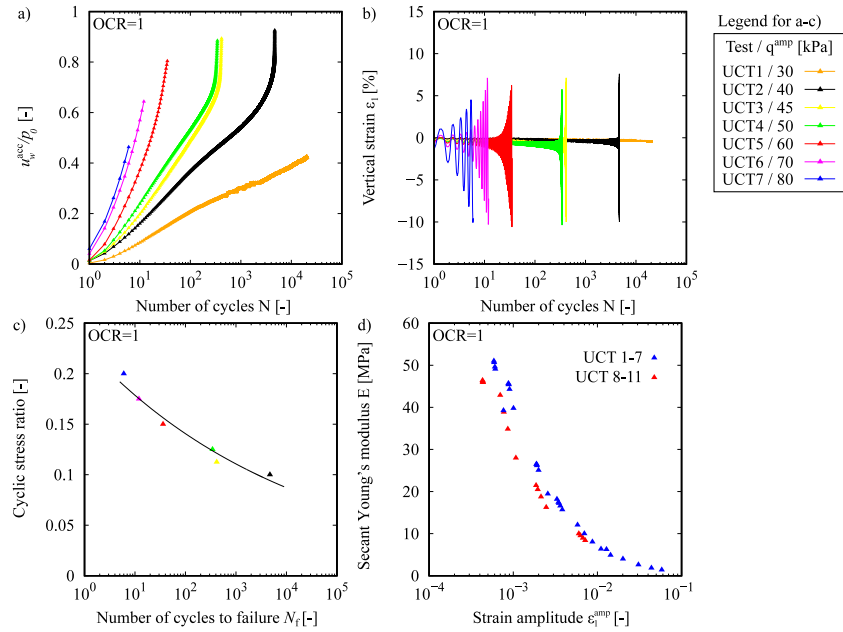 a)
OCR=1
1
0.8
0.6
0.4
0.2
0
u_w^acc/p_0 [-]
10^0 10^1 10^2 10^3 10^4 10^5
Number of cycles N [-]
b)
OCR=1
15
10
5
0
−5
−10
−15
Vertical strain ε_1 [%]
10^0 10^1 10^2 10^3 10^4 10^5
Number of cycles N [-]
Legend for a-c)
Test / q^amp [kPa]
UCT1 / 30
UCT2 / 40
UCT3 / 45
UCT4 / 50
UCT5 / 60
UCT6 / 70
UCT7 / 80
c)
OCR=1
0.25
0.2
0.15
0.1
0.05
0
Cyclic stress ratio [-]
10^0 10^1 10^2 10^3 10^4 10^5
Number of cycles to failure N_f [-]
d)
OCR=1
UCT 1-7
UCT 8-11
60
50
40
30
20
10
0
Secant Young's modulus E [MPa]
10^−4 10^−3 10^−2 10^−1
Strain amplitude ε_1^amp [-]